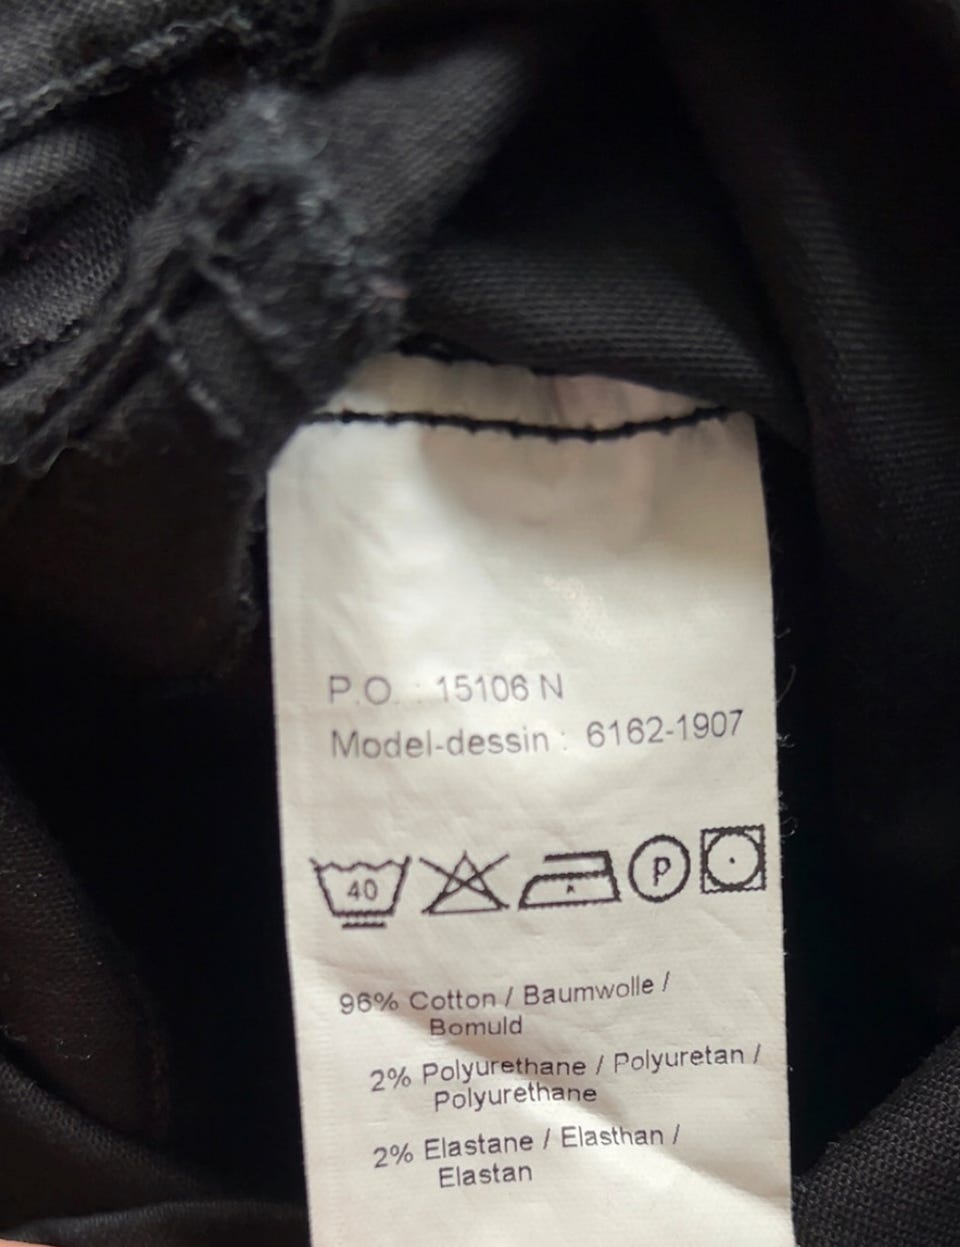 P.O. : 15106 N
Model-dessin : 6162-1907
40 P
96% Cotton / Baumwolle /
Bomuld
2% Polyurethane / Polyuretan /
Polyurethane
2% Elastane / Elasthan /
Elastan